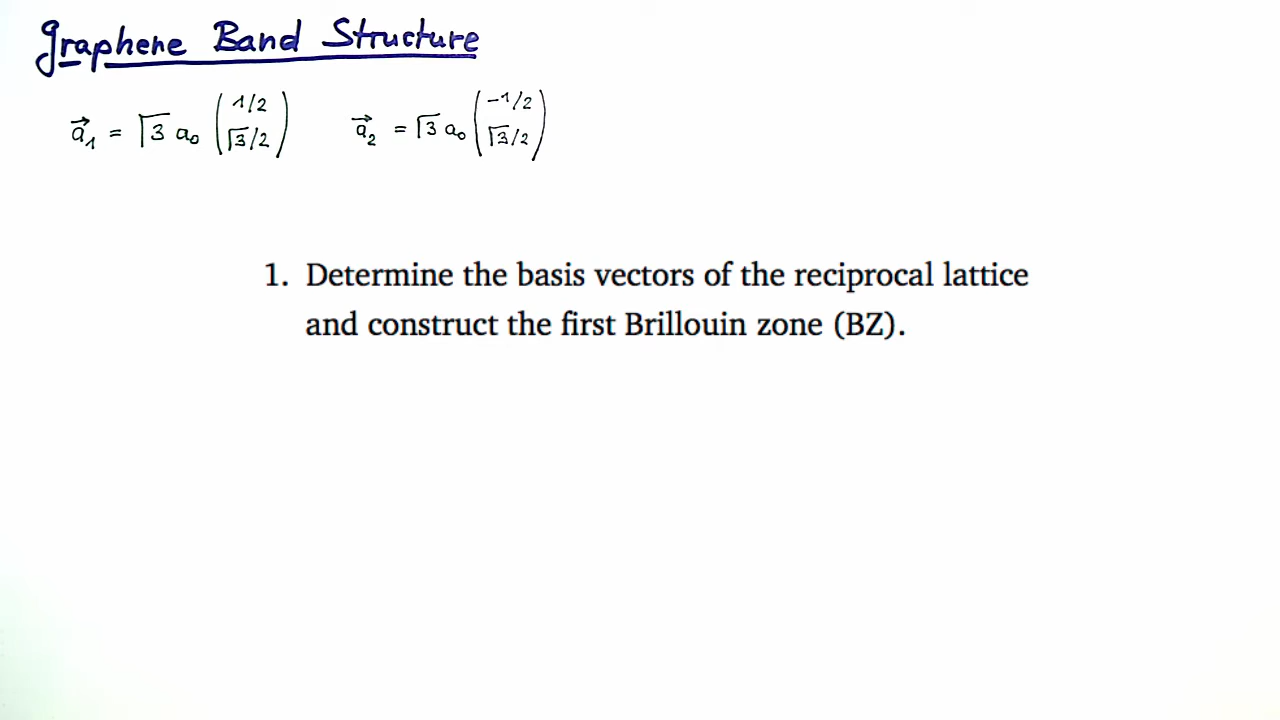 Graphene Band Structure
a⃗₁ = √3 a₀ (1/2 √3/2) a⃗₂ = √3 a₀ (-1/2 √3/2)
1. Determine the basis vectors of the reciprocal lattice
and construct the first Brillouin zone (BZ).